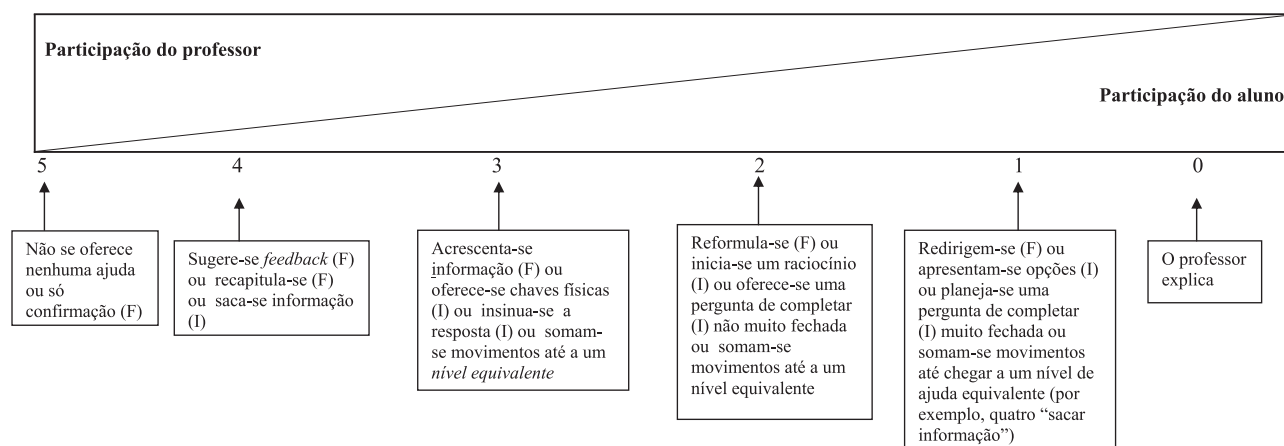 Participação do professor
Participação do aluno
5
4
3
2
1
0
Não se oferece
nenhuma ajuda
ou só
confirmação (F)
Sugere-se feedback (F)
ou recapitula-se (F)
ou saca-se informação
(I)
Acrescenta-se
informação (F) ou
oferece-se chaves físicas
(I) ou insinua-se a
resposta (I) ou somam-
se movimentos até a um
nível equivalente
Reformula-se (F) ou
inicia-se um raciocínio
(I) ou oferece-se uma
pergunta de completar
(I) não muito fechada
ou somam-se
movimentos até a um
nível equivalente
Redirigem-se (F) ou
apresentam-se opções (I)
ou planeja-se uma
pergunta de completar
(I) muito fechada ou
somam-se movimentos
até chegar a um nível de
ajuda equivalente (por
exemplo, quatro “sacar
informação”)
O professor
explica